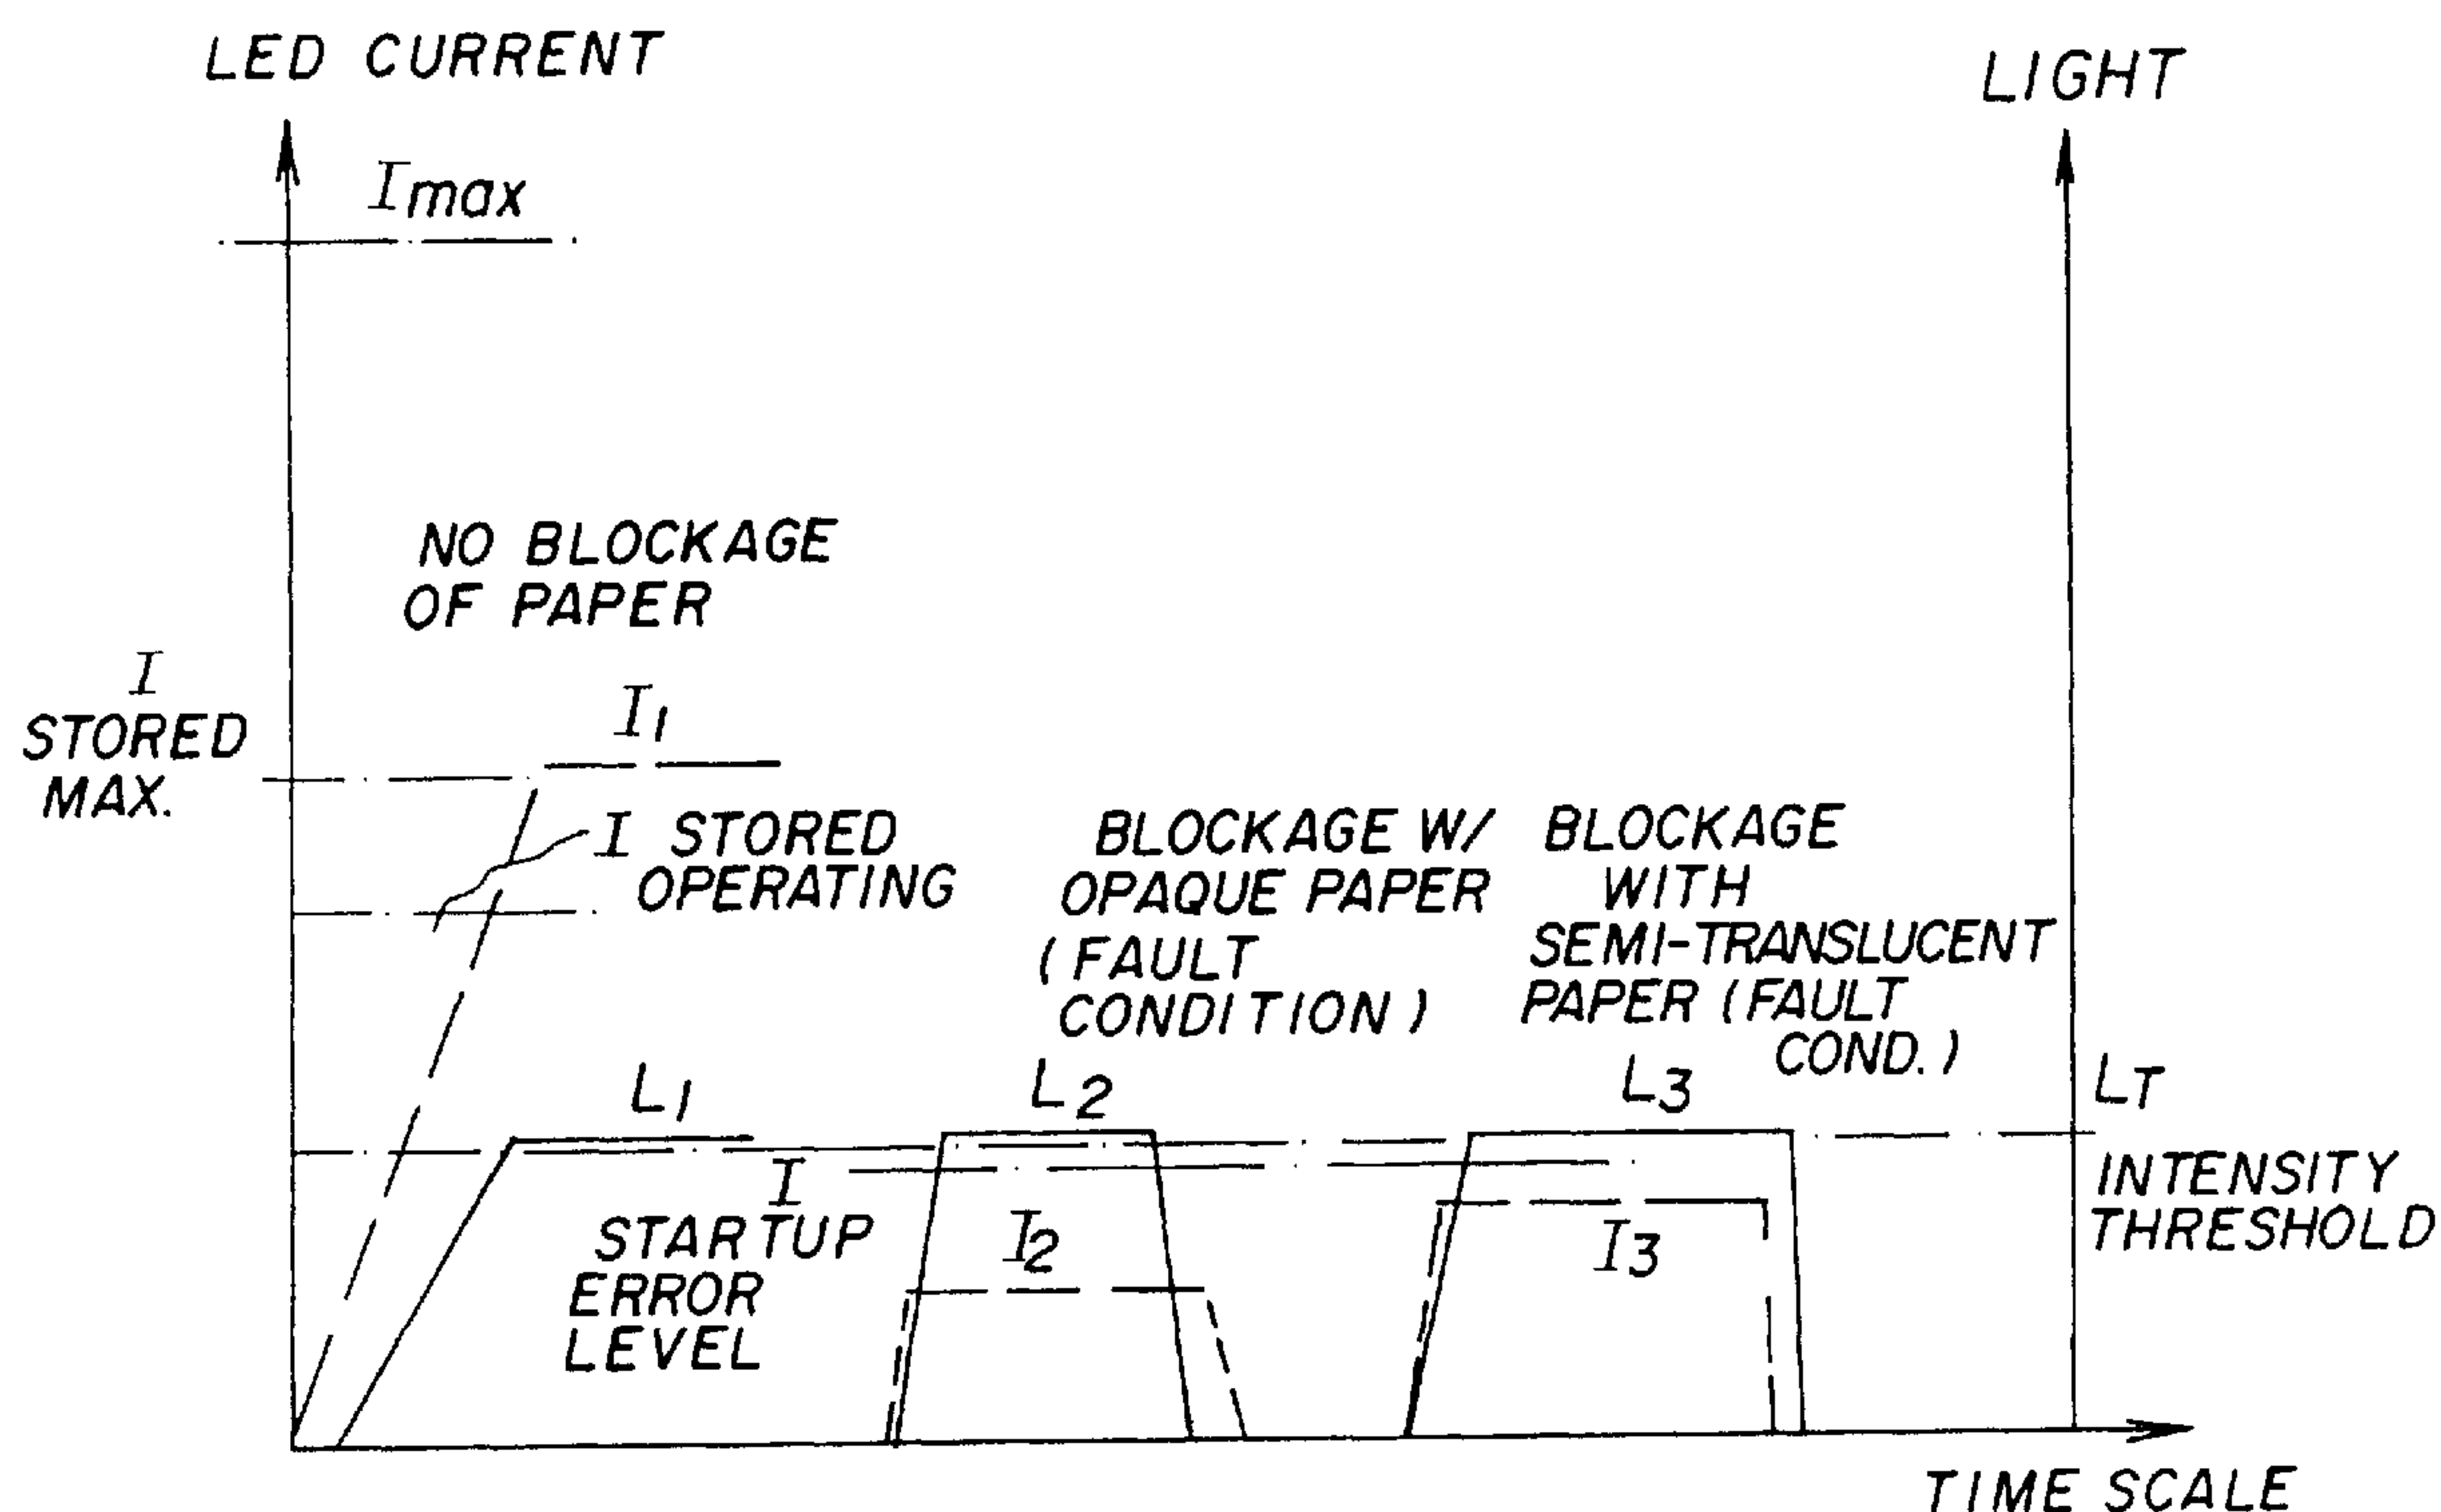 LED CURRENT
LIGHT
Imax
NO BLOCKAGE
OF PAPER
I
STORED
MAX.
I1
I STORED
OPERATING
BLOCKAGE W/
OPAQUE PAPER
(FAULT
CONDITION)
BLOCKAGE
WITH
SEMI-TRANSLUCENT
PAPER (FAULT
COND.)
L1
L2
L3
LT
INTENSITY
THRESHOLD
I
STARTUP
ERROR
LEVEL
I2
I3
TIME SCALE